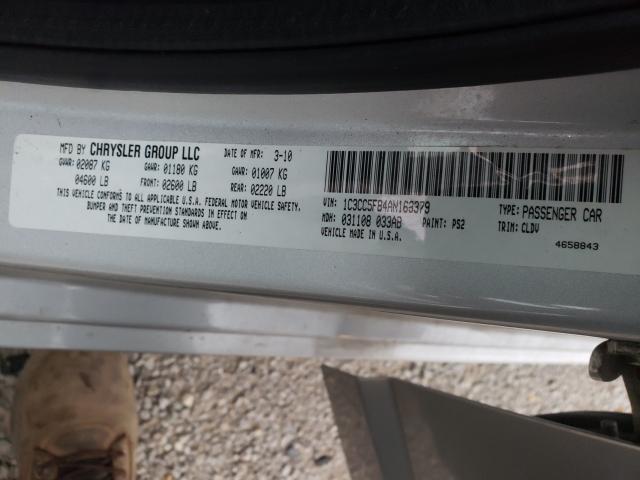 MFD BY CHRYSLER GROUP LLC DATE OF MFR: 3-10
GVWR: 02087 KG GAWR: 01180 KG GAWR: 01007 KG
04600 LB FRONT: 02600 LB REAR: 02220 LB
THIS VEHICLE CONFORMS TO ALL APPLICABLE U.S.A. FEDERAL MOTOR VEHICLE SAFETY,
BUMPER AND THEFT PREVENTION STANDARDS IN EFFECT ON
THE DATE OF MANUFACTURE SHOWN ABOVE.
VIN: 1C3CC5FB4AN163379 TYPE: PASSENGER CAR
MDH: 031108 033AB PAINT: PS2 TRIM: CLDV
VEHICLE MADE IN U.S.A.
4658843